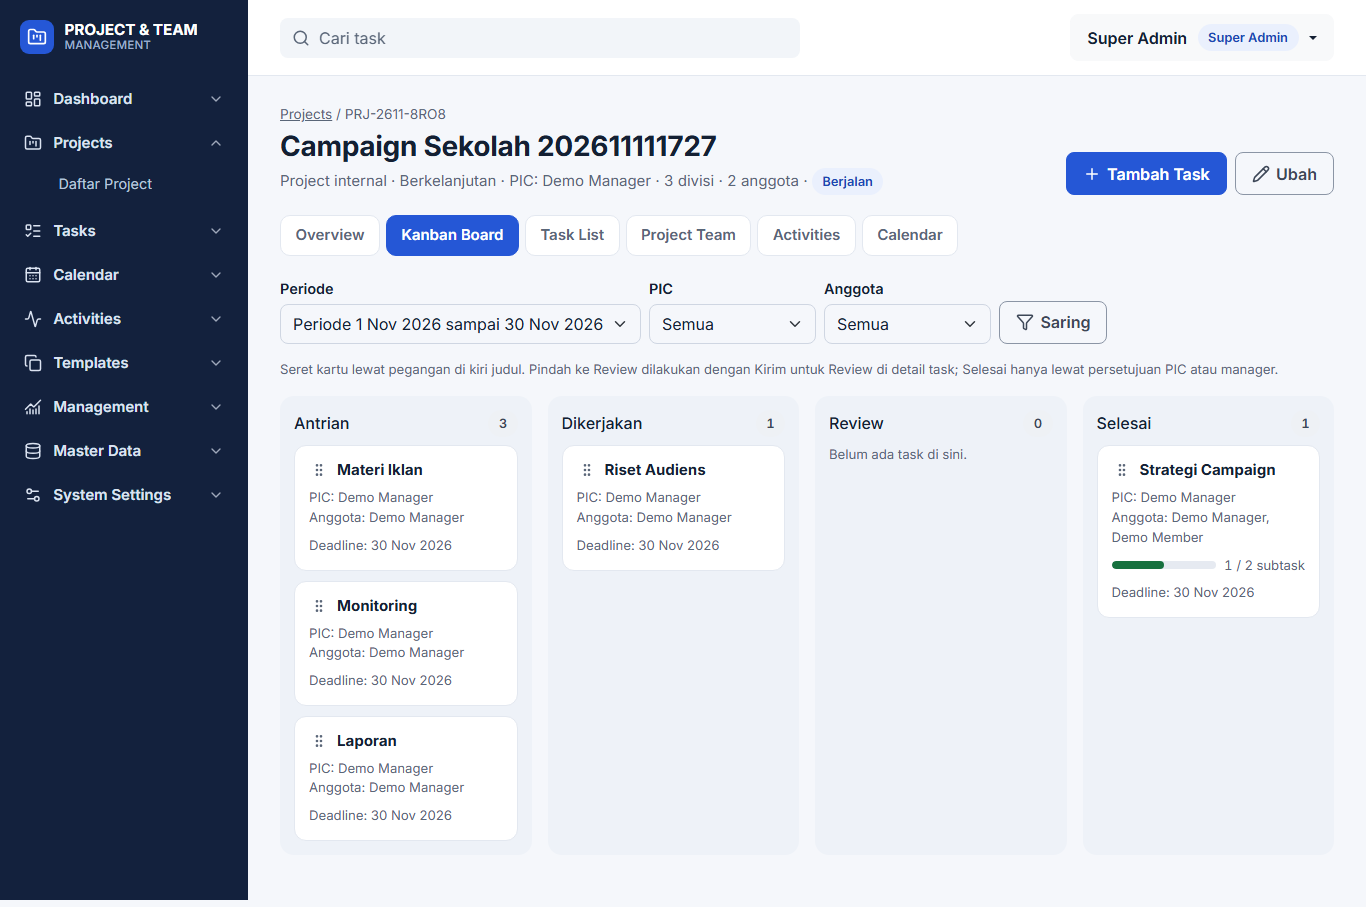 PROJECT & TEAM
MANAGEMENT
Dashboard
Projects
Daftar Project
Tasks
Calendar
Activities
Templates
Management
Master Data
System Settings
Cari task
Super Admin
Super Admin
Projects / PRJ-2611-8RO8
Campaign Sekolah 202611111727
Project internal · Berkelanjutan · PIC: Demo Manager · 3 divisi · 2 anggota · Berjalan
Tambah Task
Ubah
Overview
Kanban Board
Task List
Project Team
Activities
Calendar
Periode
Periode 1 Nov 2026 sampai 30 Nov 2026
PIC
Semua
Anggota
Semua
Saring
Seret kartu lewat pegangan di kiri judul. Pindah ke Review dilakukan dengan Kirim untuk Review di detail task; Selesai hanya lewat persetujuan PIC atau manager.
Antrian 3
Materi Iklan
PIC: Demo Manager
Anggota: Demo Manager
Deadline: 30 Nov 2026
Monitoring
PIC: Demo Manager
Anggota: Demo Manager
Deadline: 30 Nov 2026
Laporan
PIC: Demo Manager
Anggota: Demo Manager
Deadline: 30 Nov 2026
Dikerjakan 1
Riset Audiens
PIC: Demo Manager
Anggota: Demo Manager
Deadline: 30 Nov 2026
Review 0
Belum ada task di sini.
Selesai 1
Strategi Campaign
PIC: Demo Manager
Anggota: Demo Manager,
Demo Member
1 / 2 subtask
Deadline: 30 Nov 2026